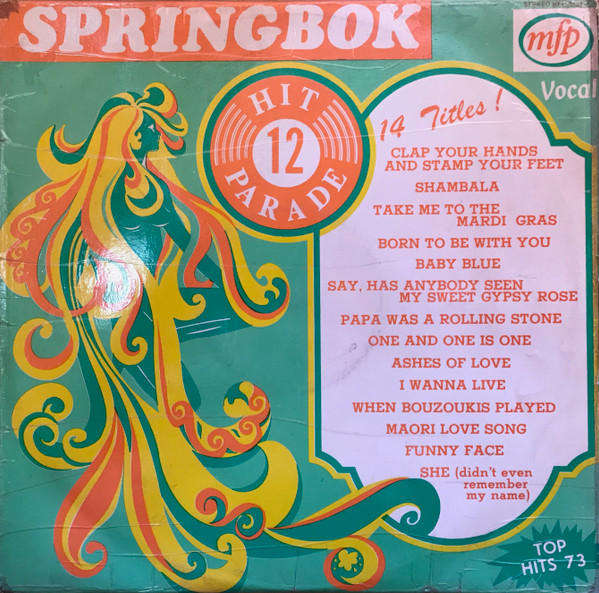 SPRINGBOK
mfp
Vocal
HIT
12
PARADE
14 Titles!
CLAP YOUR HANDS
AND STAMP YOUR FEET
SHAMBALA
TAKE ME TO THE
MARDI GRAS
BORN TO BE WITH YOU
BABY BLUE
SAY, HAS ANYBODY SEEN
MY SWEET GYPSY ROSE
PAPA WAS A ROLLING STONE
ONE AND ONE IS ONE
ASHES OF LOVE
I WANNA LIVE
WHEN BOUZOUKIS PLAYED
MAORI LOVE SONG
FUNNY FACE
SHE (didn't even
remember
my name)
TOP
HITS 73